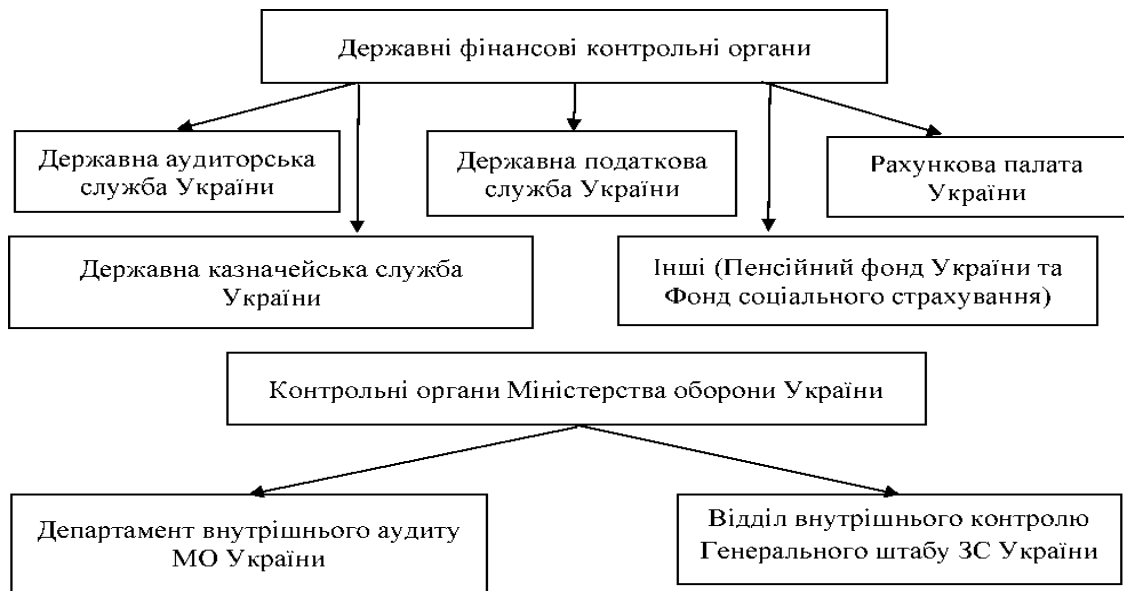 Державні фінансові контрольні органи
Державна аудиторська
служба України
Державна податкова
служба України
Рахункова палата
України
Державна казначейська служба
України
Інші (Пенсійний фонд України та
Фонд соціального страхування)
Контрольні органи Міністерства оборони України
Департамент внутрішнього аудиту
МО України
Відділ внутрішнього контролю
Генерального штабу ЗС України